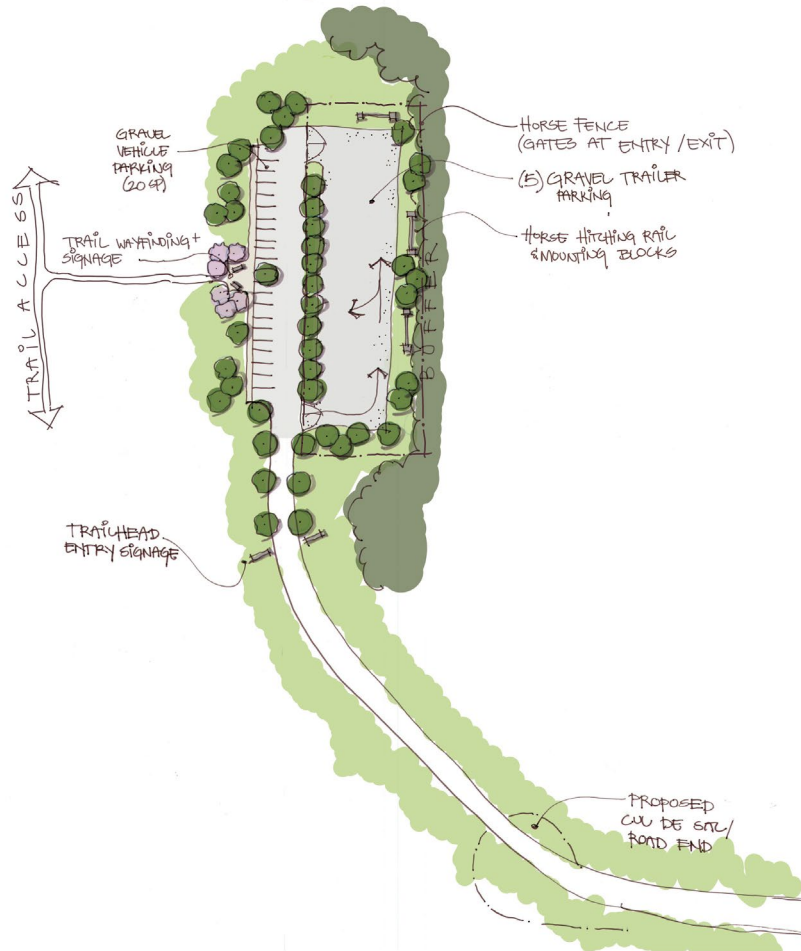 GRAVEL
VEHICLE
PARKING
(20 SP)
TRAIL WAYFINDING +
SIGNAGE
TRAIL ACCESS
HORSE FENCE
(GATES AT ENTRY/EXIT)
(5) GRAVEL TRAILER
PARKING
HORSE HITCHING RAIL
& MOUNTING BLOCKS
BUFFER
TRAILHEAD
ENTRY SIGNAGE
PROPOSED
CUL DE SAC/
ROAD END